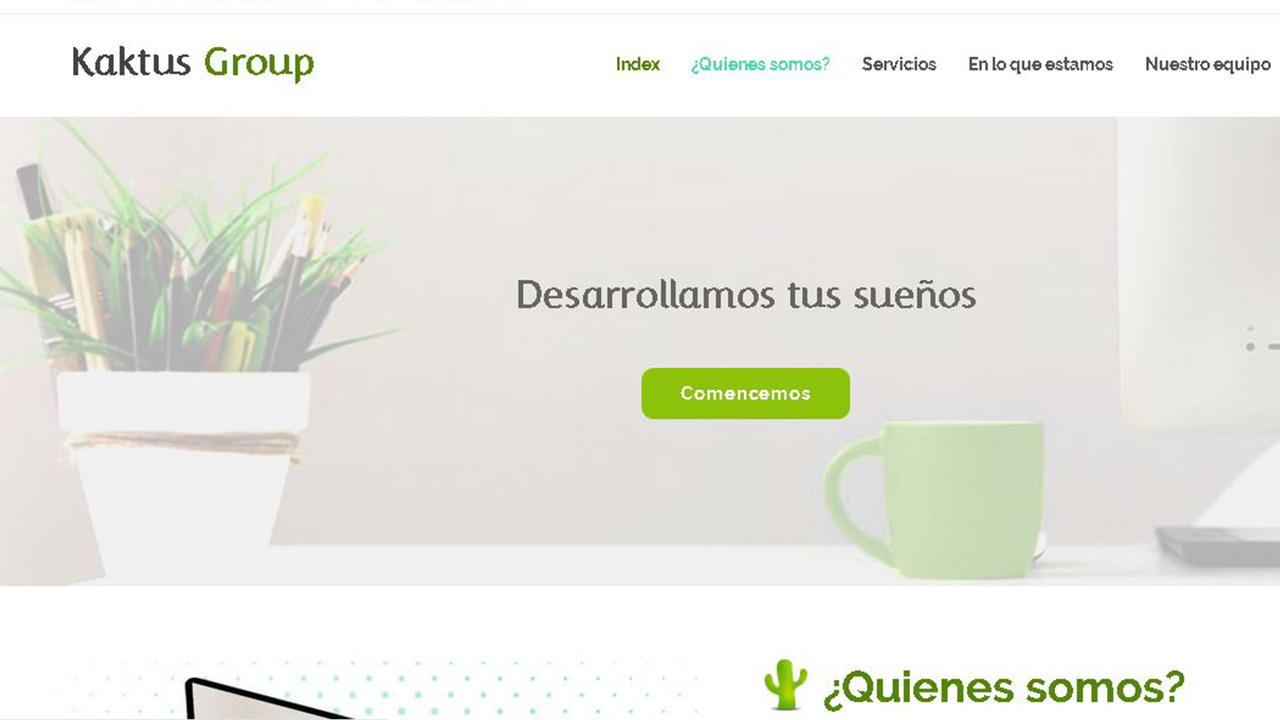 Kaktus Group
Index ¿Quienes somos? Servicios En lo que estamos Nuestro equipo
Desarrollamos tus sueños
Comencemos
¿Quienes somos?